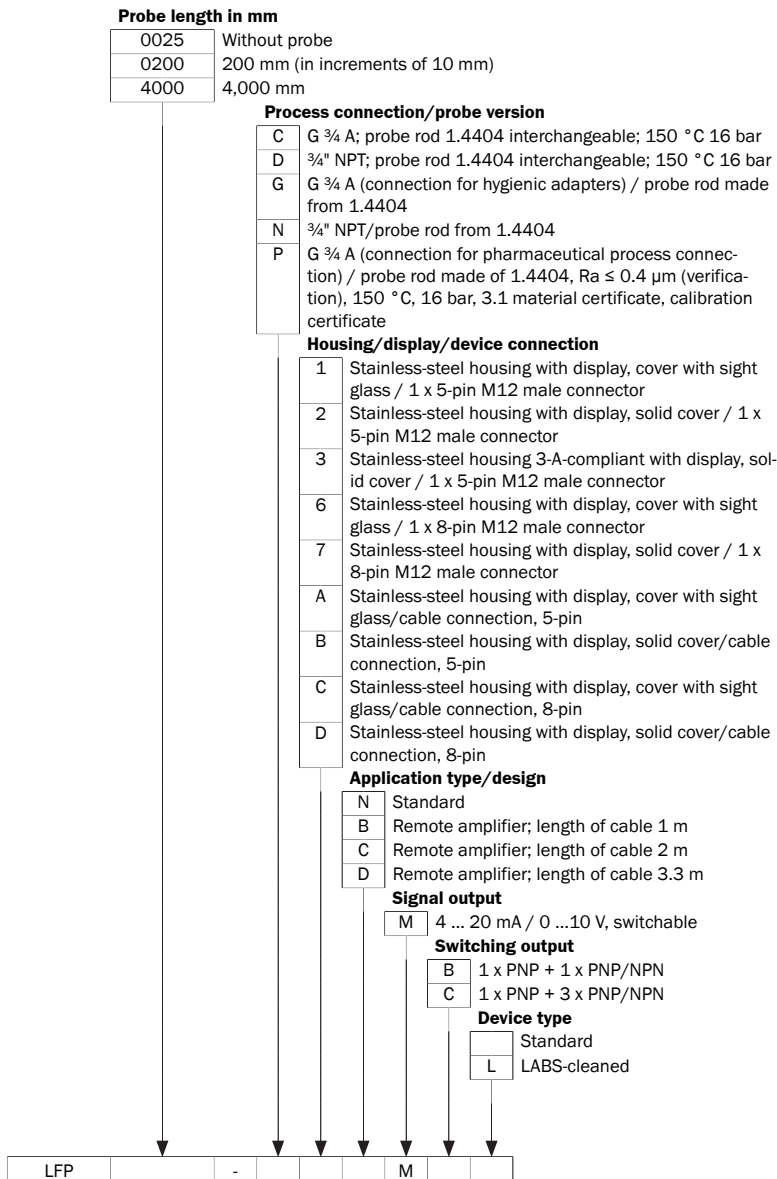 Probe length in mm
0025 Without probe
0200 200 mm (in increments of 10 mm)
4000 4,000 mm
Process connection/probe version
C G ¾ A; probe rod 1.4404 interchangeable; 150 °C 16 bar
D ¾" NPT; probe rod 1.4404 interchangeable; 150 °C 16 bar
G G ¾ A (connection for hygienic adapters) / probe rod made
from 1.4404
N ¾" NPT/probe rod from 1.4404
P G ¾ A (connection for pharmaceutical process connec-
tion) / probe rod made of 1.4404, Ra ≤ 0.4 µm (verifica-
tion), 150 °C, 16 bar, 3.1 material certificate, calibration
certificate
Housing/display/device connection
1 Stainless-steel housing with display, cover with sight
glass / 1 x 5-pin M12 male connector
2 Stainless-steel housing with display, solid cover / 1 x
5-pin M12 male connector
3 Stainless-steel housing 3-A-compliant with display, sol-
id cover / 1 x 5-pin M12 male connector
6 Stainless-steel housing with display, cover with sight
glass / 1 x 8-pin M12 male connector
7 Stainless-steel housing with display, solid cover / 1 x
8-pin M12 male connector
A Stainless-steel housing with display, cover with sight
glass/cable connection, 5-pin
B Stainless-steel housing with display, solid cover/cable
connection, 5-pin
C Stainless-steel housing with display, cover with sight
glass/cable connection, 8-pin
D Stainless-steel housing with display, solid cover/cable
connection, 8-pin
Application type/design
N Standard
B Remote amplifier; length of cable 1 m
C Remote amplifier; length of cable 2 m
D Remote amplifier; length of cable 3.3 m
Signal output
M 4 ... 20 mA / 0 ...10 V, switchable
Switching output
B 1 x PNP + 1 x PNP/NPN
C 1 x PNP + 3 x PNP/NPN
Device type
Standard
L LABS-cleaned
LFP - M